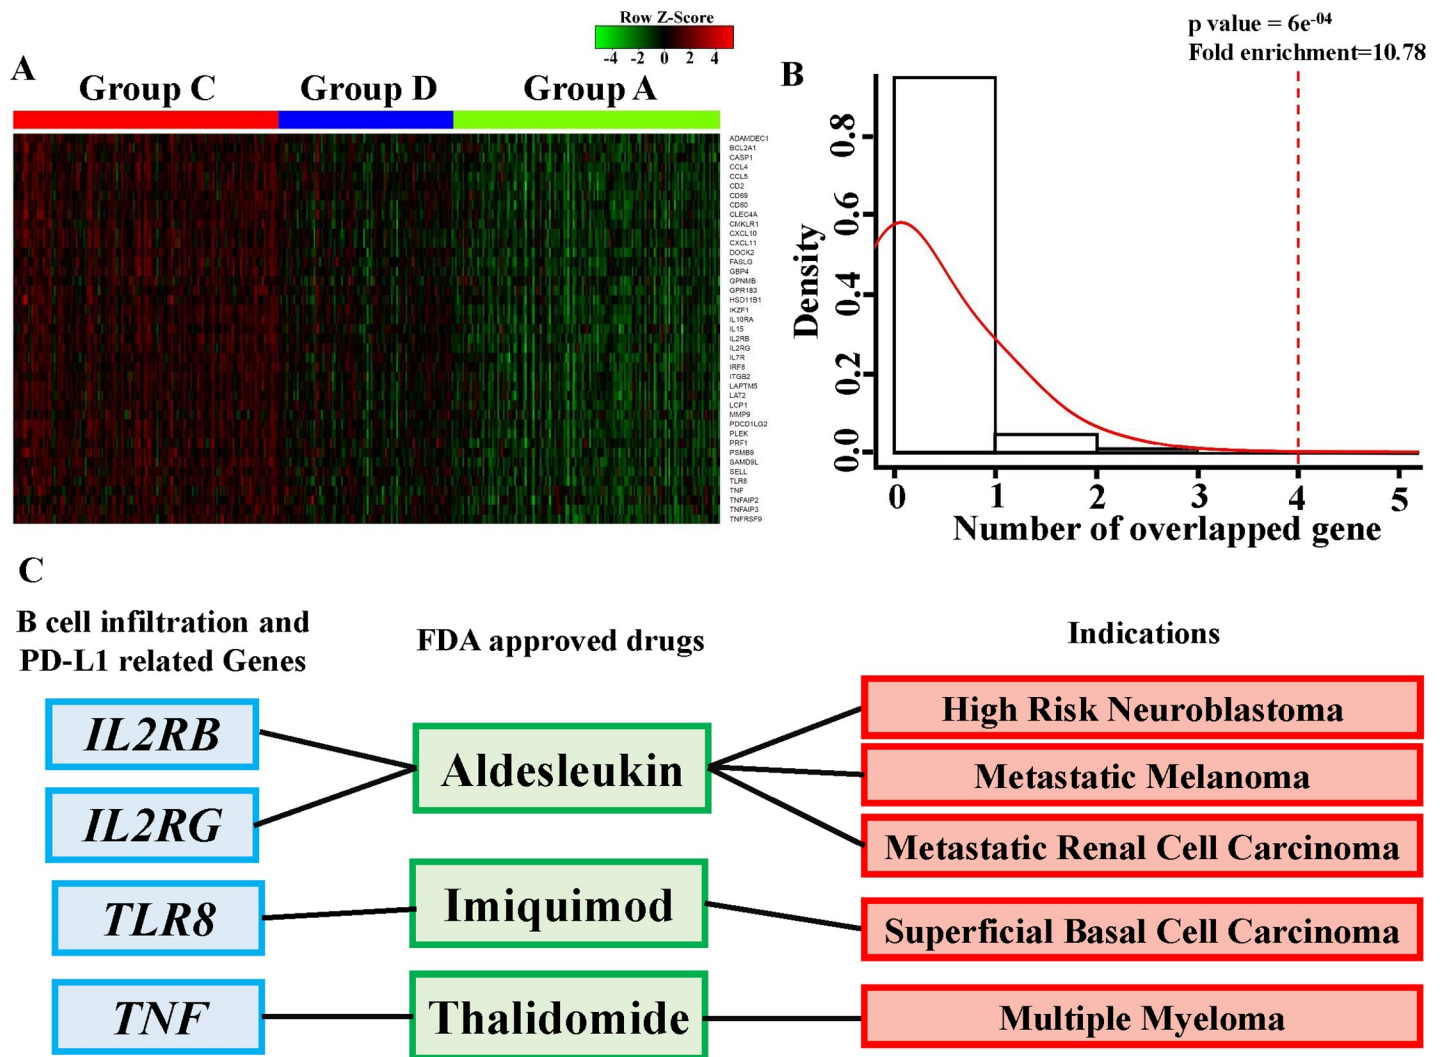 Row Z-Score
-4 -2 0 2 4
p value = 6e-04
Fold enrichment=10.78
A
Group C
Group D
Group A
ADAMDEC1
BCL2A1
CASP1
CCL4
CCL5
CD2
CD69
CD80
CLEC4A
CMKLR1
CXCL10
CXCL11
DOCK2
FASLG
GBP4
GPNMB
GPR183
HSD11B1
IKZF1
IL10RA
IL15
IL2RB
IL2RG
IL7R
IRF8
ITGB2
LAPTM5
LAT2
LCP1
MMP9
PDCD1LG2
PLEK
PRF1
PSMB9
SAMD9L
SELL
TLR8
TNF
TNFAIP2
TNFAIP3
TNFRSF9
B
Density
0.8
0.6
0.4
0.2
0.0
0 1 2 3 4 5
Number of overlapped gene
C
B cell infiltration and
PD-L1 related Genes
FDA approved drugs
Indications
IL2RB
IL2RG
TLR8
TNF
Aldesleukin
Imiquimod
Thalidomide
High Risk Neuroblastoma
Metastatic Melanoma
Metastatic Renal Cell Carcinoma
Superficial Basal Cell Carcinoma
Multiple Myeloma